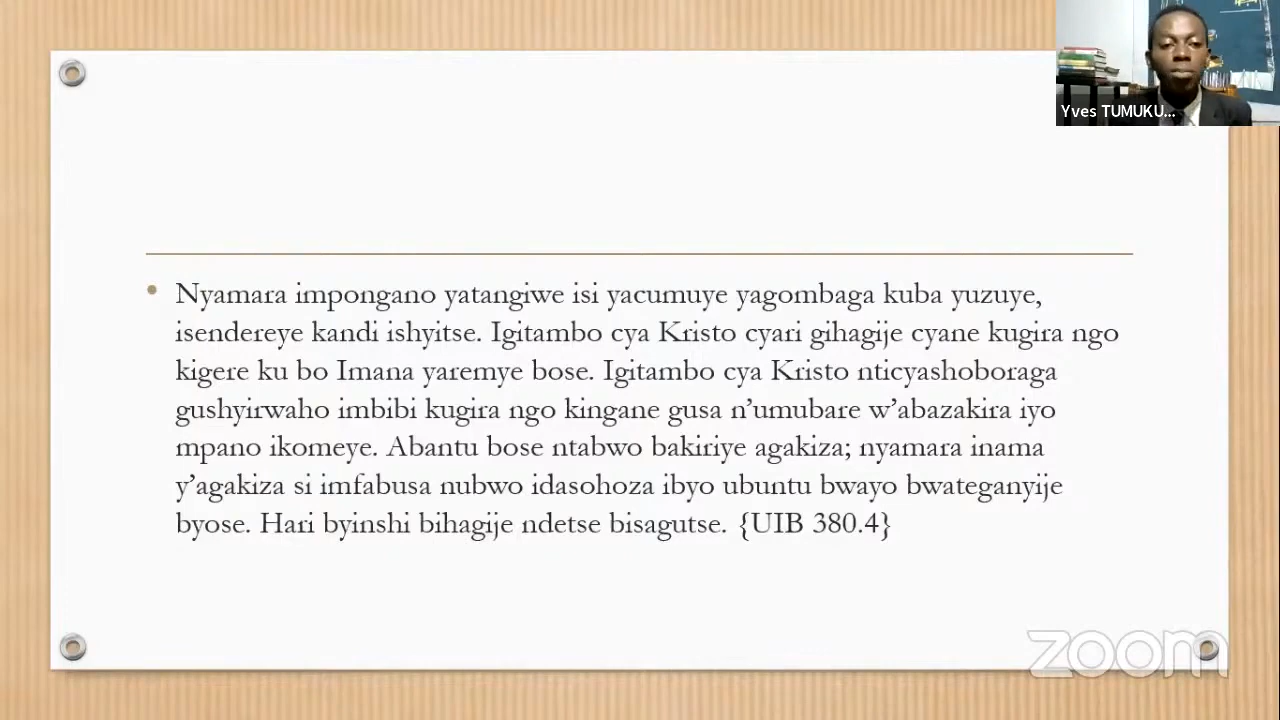 Yves TUMUKU...
• Nyamara impongano yatangiwe isi yacumuye yagombaga kuba yuzuye,
isendereye kandi ishyitse. Igitambo cya Kristo cyari gihagije cyane kugira ngo
kigere ku bo Imana yaremye bose. Igitambo cya Kristo nticyashoboraga
gushyirwaho imbibi kugira ngo kingane gusa n’umubare w’abazakira iyo
mpano ikomeye. Abantu bose ntabwo bakiriye agakiza; nyamara inama
y’agakiza si imfabusa nubwo idasohoza ibyo ubuntu bwayo bwateganyije
byose. Hari byinshi bihagije ndetse bisagutse. {UIB 380.4}
zoom